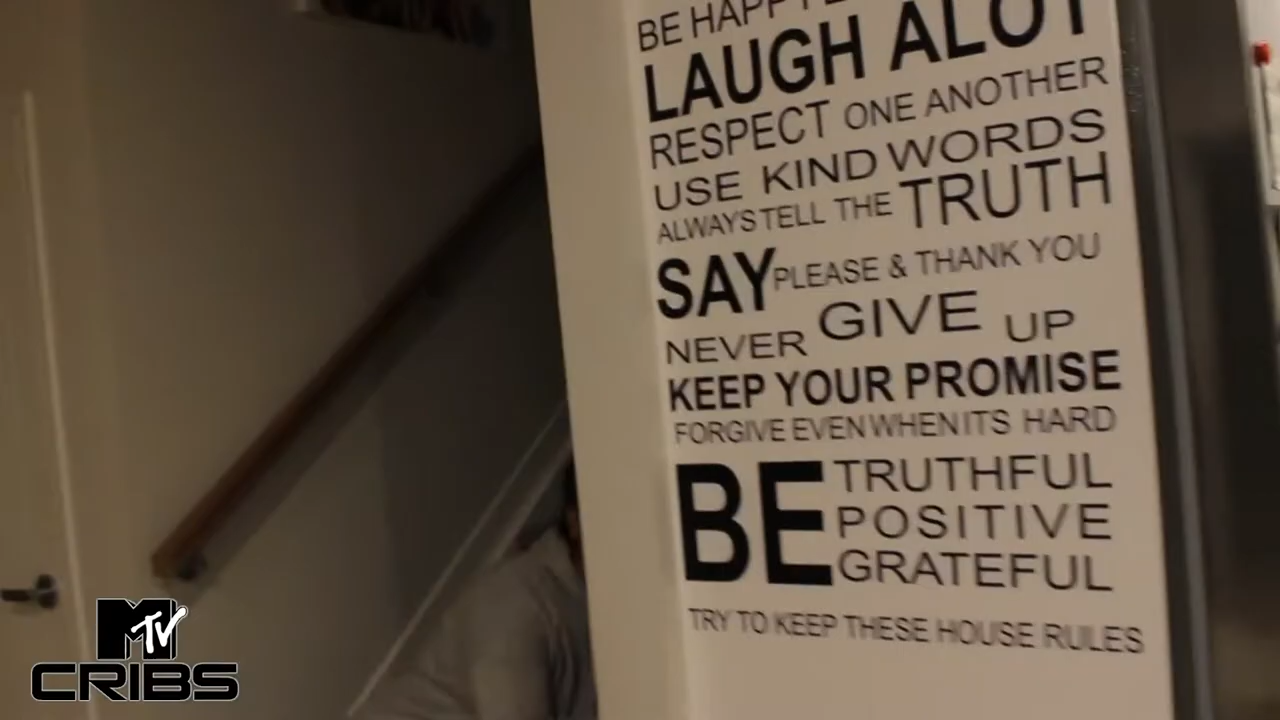 BE HAPPY
LAUGH ALOT
RESPECT ONE ANOTHER
USE KIND WORDS
ALWAYS TELL THE TRUTH
SAY PLEASE & THANK YOU
NEVER GIVE UP
KEEP YOUR PROMISE
FORGIVE EVEN WHEN ITS HARD
BE TRUTHFUL
POSITIVE
GRATEFUL
TRY TO KEEP THESE HOUSE RULES
MTV
CRIBS